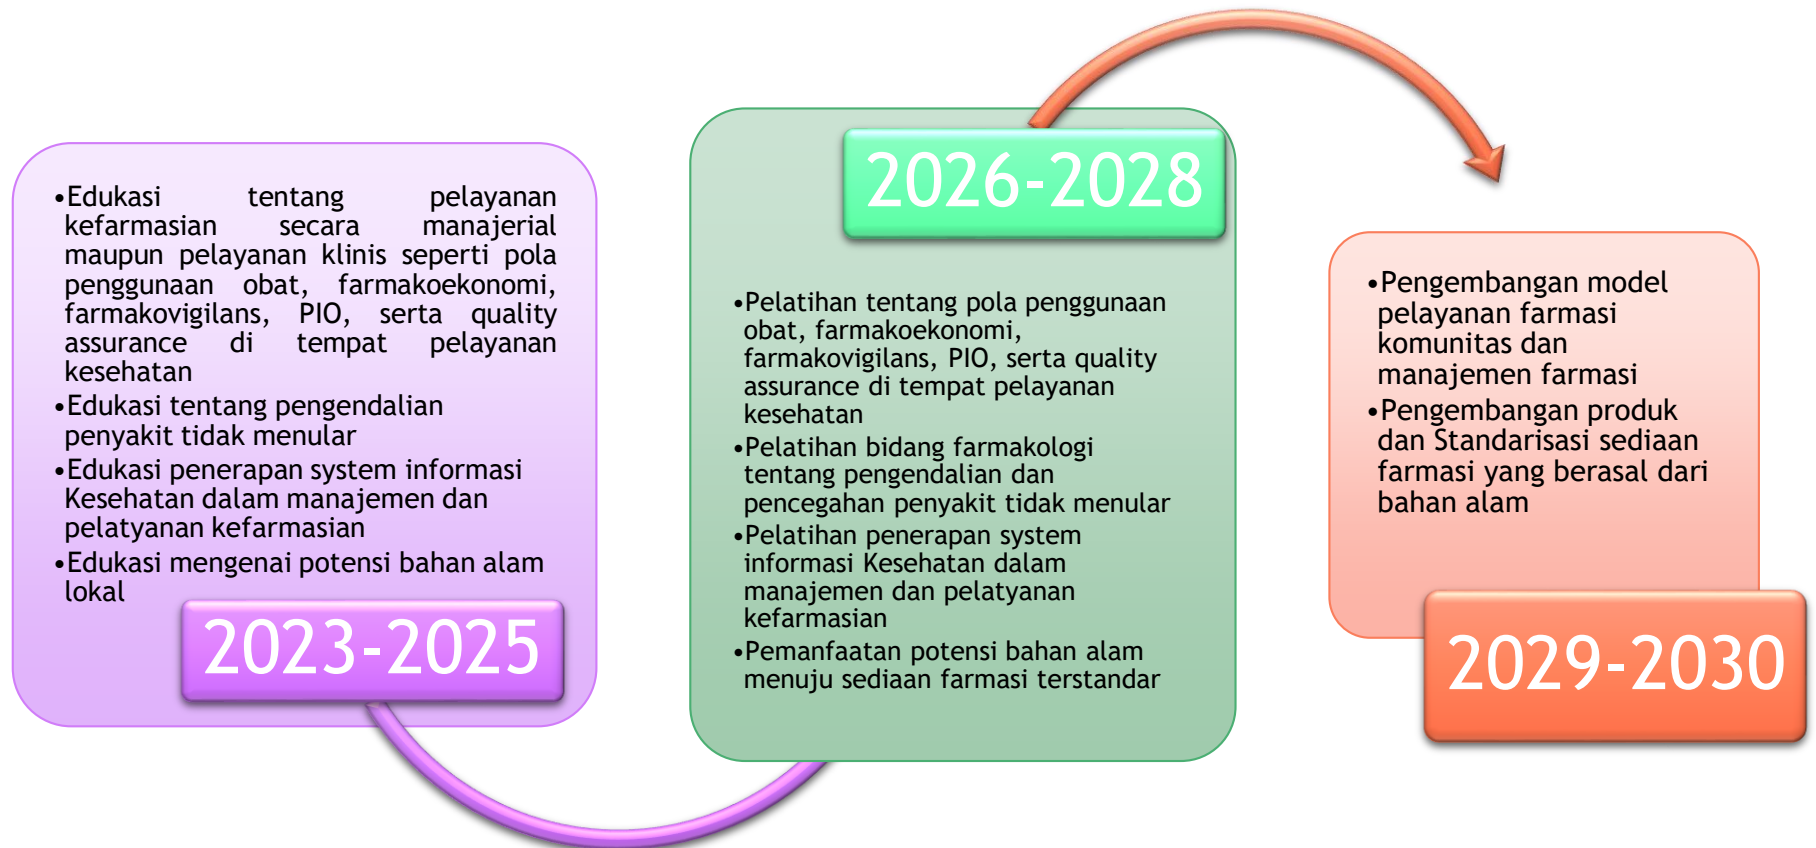 •Edukasi tentang pelayanan
kefarmasian secara manajerial
maupun pelayanan klinis seperti pola
penggunaan obat, farmakoekonomi,
farmakovigilans, PIO, serta quality
assurance di tempat pelayanan
kesehatan
•Edukasi tentang pengendalian
penyakit tidak menular
•Edukasi penerapan system informasi
Kesehatan dalam manajemen dan
pelatyanan kefarmasian
•Edukasi mengenai potensi bahan alam
lokal
2023-2025
2026-2028
•Pelatihan tentang pola penggunaan
obat, farmakoekonomi,
farmakovigilans, PIO, serta quality
assurance di tempat pelayanan
kesehatan
•Pelatihan bidang farmakologi
tentang pengendalian dan
pencegahan penyakit tidak menular
•Pelatihan penerapan system
informasi Kesehatan dalam
manajemen dan pelatyanan
kefarmasian
•Pemanfaatan potensi bahan alam
menuju sediaan farmasi terstandar
•Pengembangan model
pelayanan farmasi
komunitas dan
manajemen farmasi
•Pengembangan produk
dan Standarisasi sediaan
farmasi yang berasal dari
bahan alam
2029-2030